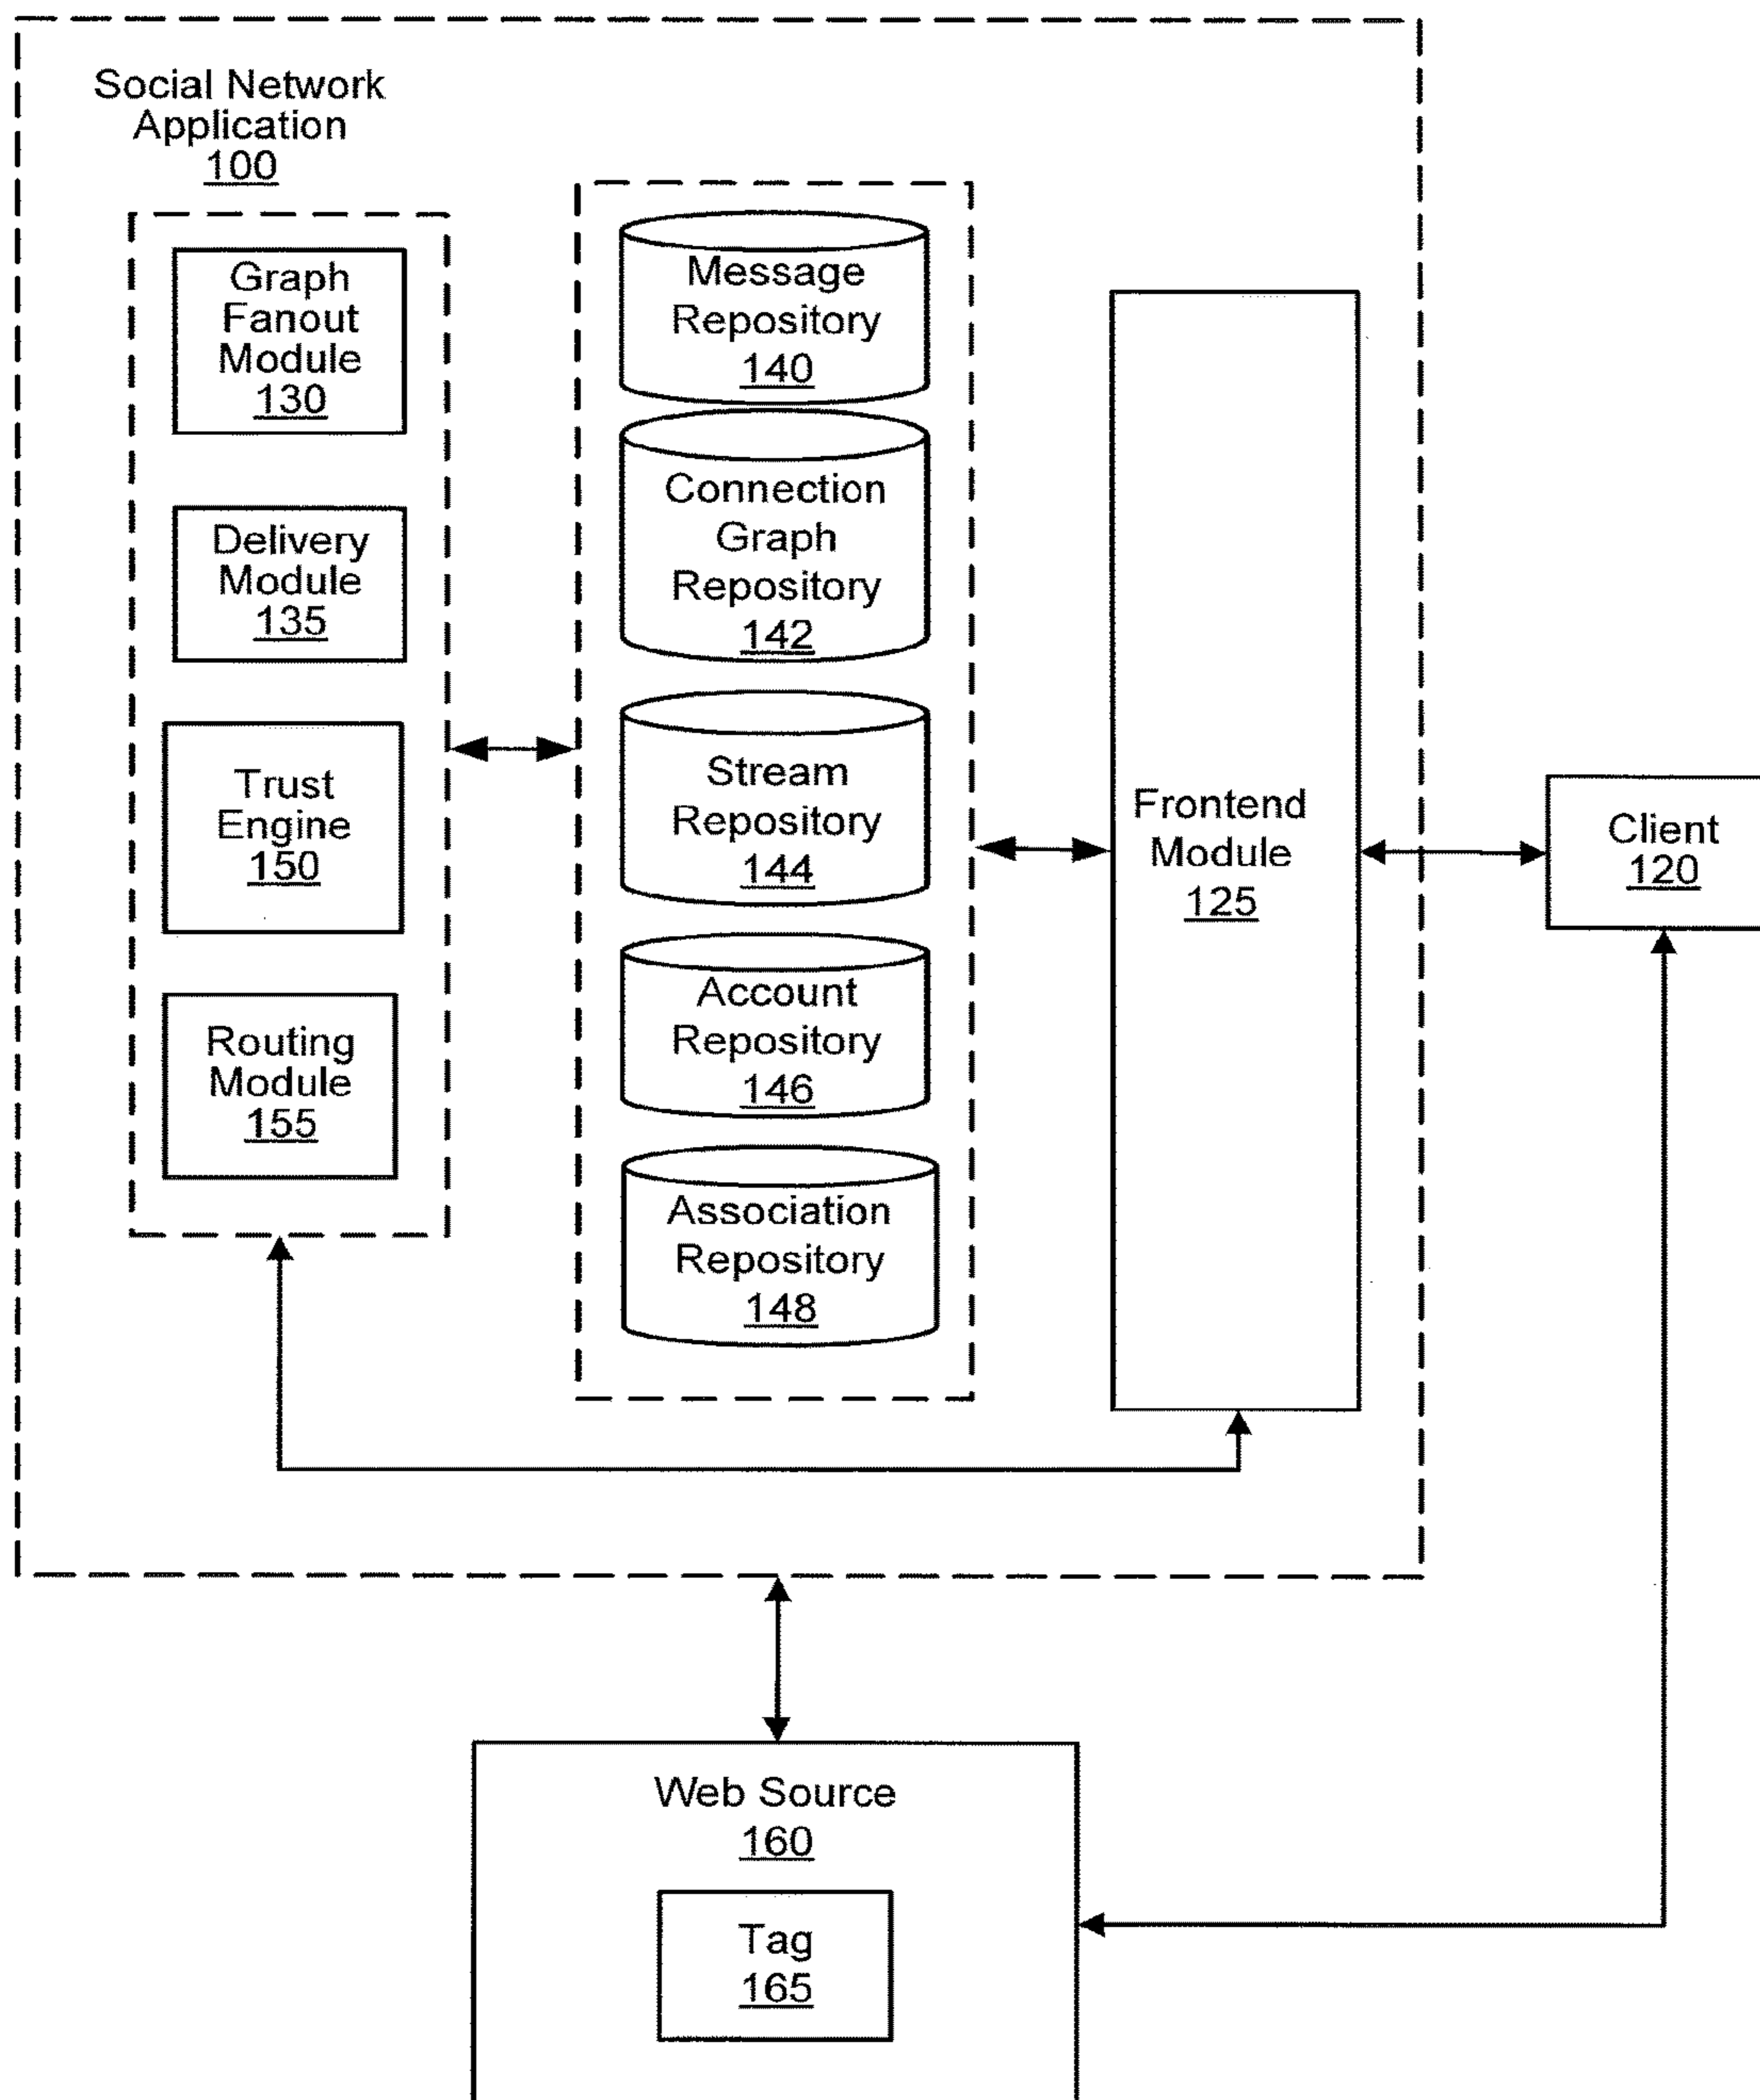 Social Network
Application
100
Graph
Fanout
Module
130
Delivery
Module
135
Trust
Engine
150
Routing
Module
155
Message
Repository
140
Connection
Graph
Repository
142
Stream
Repository
144
Account
Repository
146
Association
Repository
148
Frontend
Module
125
Client
120
Web Source
160
Tag
165